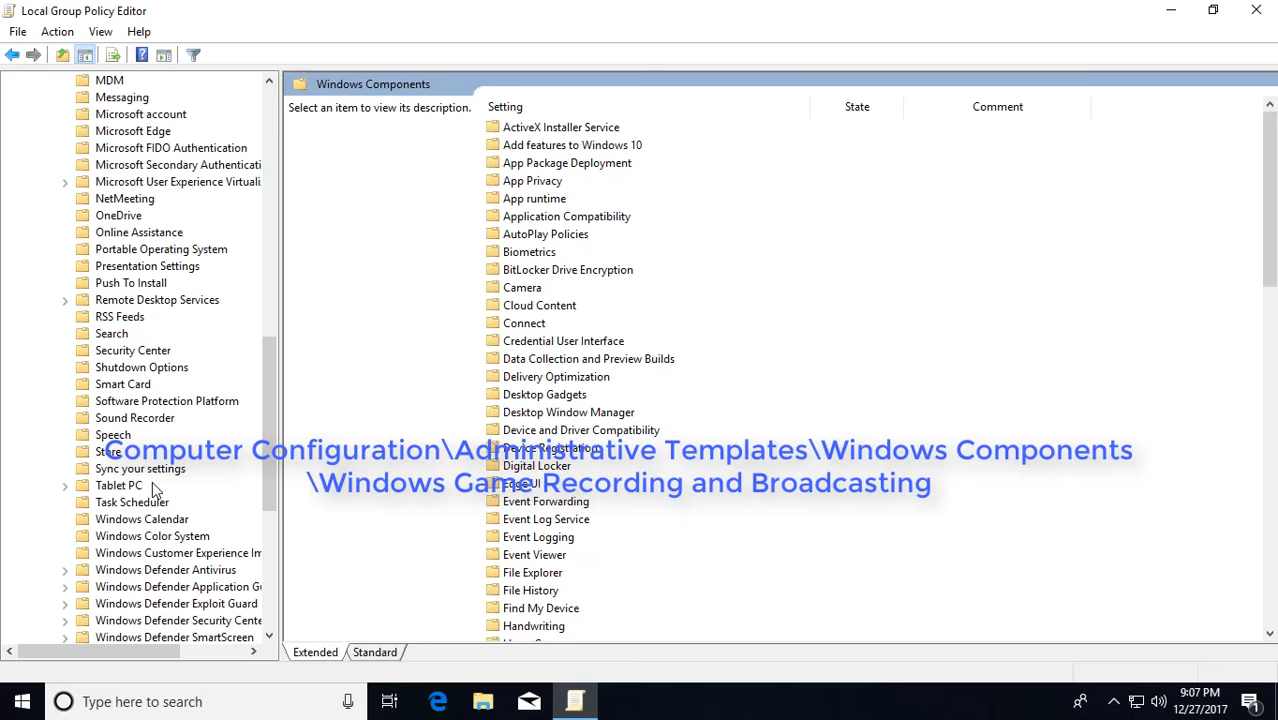 Local Group Policy Editor
File Action View Help
MDM
Messaging
Microsoft account
Microsoft Edge
Microsoft FIDO Authentication
Microsoft Secondary Authenticati
Microsoft User Experience Virtuali
NetMeeting
OneDrive
Online Assistance
Portable Operating System
Presentation Settings
Push To Install
Remote Desktop Services
RSS Feeds
Search
Security Center
Shutdown Options
Smart Card
Software Protection Platform
Sound Recorder
Speech
Store
Sync your settings
Tablet PC
Task Scheduler
Windows Calendar
Windows Color System
Windows Customer Experience Im
Windows Defender Antivirus
Windows Defender Application Gu
Windows Defender Exploit Guard
Windows Defender Security Cente
Windows Defender SmartScreen
Windows Components
Select an item to view its description.
Setting State Comment
ActiveX Installer Service
Add features to Windows 10
App Package Deployment
App Privacy
App runtime
Application Compatibility
AutoPlay Policies
Biometrics
BitLocker Drive Encryption
Camera
Cloud Content
Connect
Credential User Interface
Data Collection and Preview Builds
Delivery Optimization
Desktop Gadgets
Desktop Window Manager
Device and Driver Compatibility
Device Registration
Digital Locker
Edge UI
Event Forwarding
Event Log Service
Event Logging
Event Viewer
File Explorer
File History
Find My Device
Handwriting
Computer Configuration\Administrative Templates\Windows Components
\Windows Game Recording and Broadcasting
Extended Standard
Type here to search
9:07 PM
12/27/2017
1